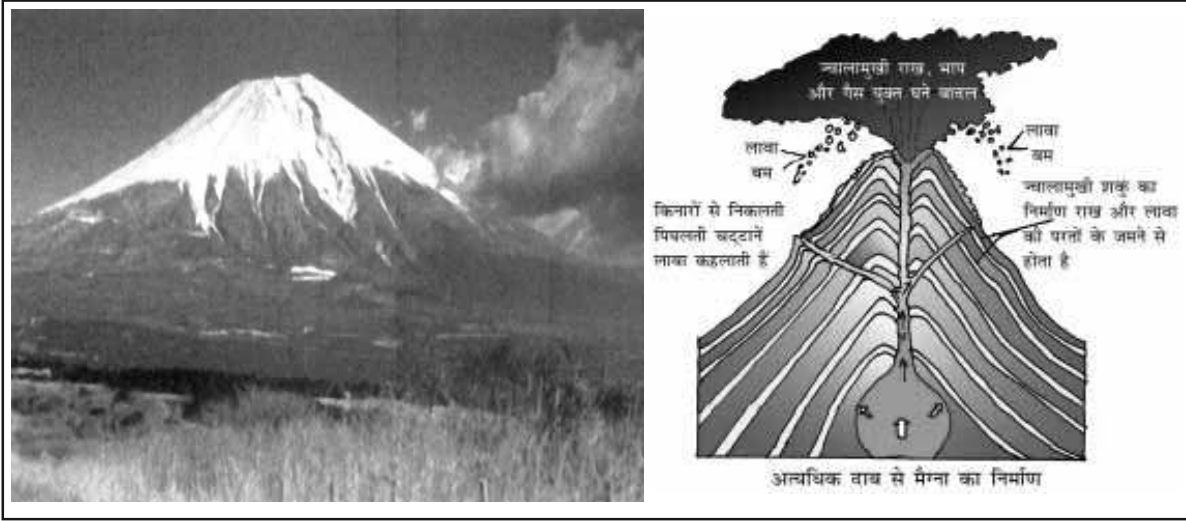 ज्वालामुखी राख, भाप
और गैस युक्त घने बादल
लावा
बम
लावा
बम
ज्वालामुखी शंकु का
निर्माण राख और लावा
की परतों के जमने से
होता है
किनारों से निकलती
पिघलती चट्टानें
लावा कहलाती हैं
अत्यधिक दाब से मैग्मा का निर्माण